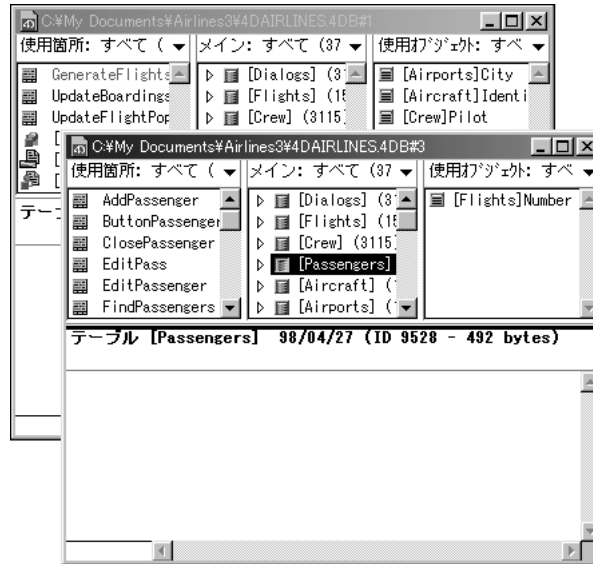 C:¥My Documents¥Airlines3¥4DAIRLINES.4DB#1
使用箇所: すべて ( メイン: すべて (37 使用ｵﾌﾞｼﾞｪｸﾄ: すべ
GenerateFlights [Dialogs] (3 [Airports]City
UpdateBoardings [Flights] (15 [Aircraft]Identi
UpdateFlightPop [Crew] (3115) [Crew]Pilot
C:¥My Documents¥Airlines3¥4DAIRLINES.4DB#3
使用箇所: すべて ( メイン: すべて (37 使用ｵﾌﾞｼﾞｪｸﾄ: すべ
AddPassenger [Dialogs] (3 [Flights]Number
ButtonPassenger [Flights] (15
ClosePassenger [Crew] (3115)
EditPass [Passengers]
EditPassenger [Aircraft] (
FindPassengers [Airports] (
テーブル [Passengers] 98/04/27 (ID 9528 - 492 bytes)